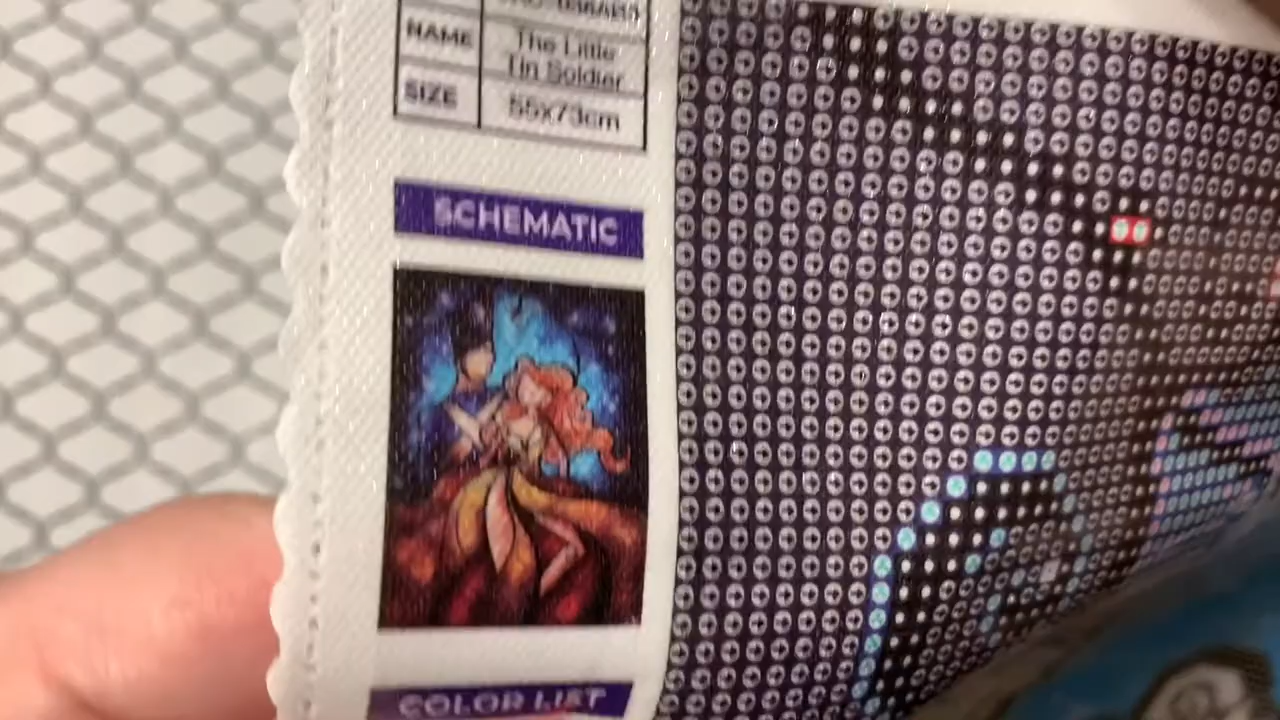 NAME
The Little
Tin Soldier
SIZE
55x73cm
SCHEMATIC
COLOR LIST